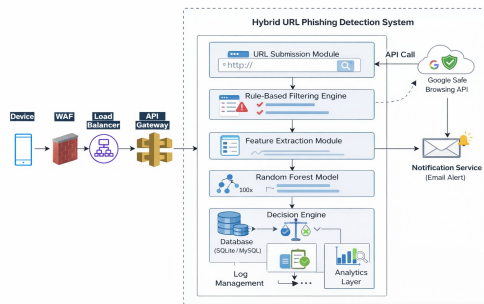 Hybrid URL Phishing Detection System
URL Submission Module
http://
API Call
Google Safe
Browsing API
Rule-Based Filtering Engine
Device
WAF
Load
Balancer
API
Gateway
Feature Extraction Module
Notification Service
(Email Alert)
Random Forest Model
100x
Decision Engine
Database
(SQLite / MySQL)
Log
Management
Analytics
Layer